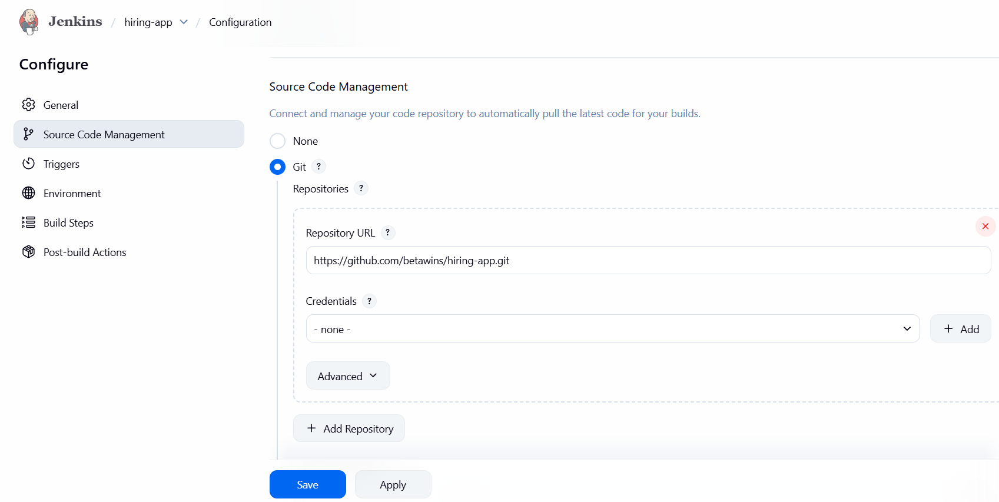 Jenkins / hiring-app / Configuration
Configure
General
Source Code Management
Triggers
Environment
Build Steps
Post-build Actions
Source Code Management
Connect and manage your code repository to automatically pull the latest code for your builds.
None
Git ?
Repositories ?
Repository URL ?
https://github.com/betawins/hiring-app.git
Credentials ?
- none -
+ Add
Advanced
+ Add Repository
Save
Apply